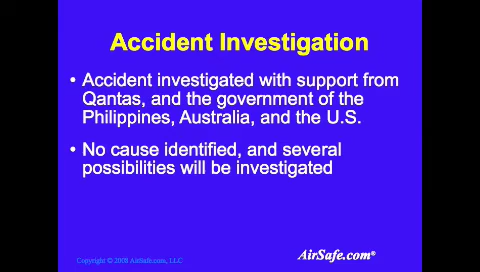 Accident Investigation
• Accident investigated with support from
Qantas, and the government of the
Philippines, Australia, and the U.S.
• No cause identified, and several
possibilities will be investigated
Copyright © 2008 AirSafe.com, LLC
AirSafe.com®